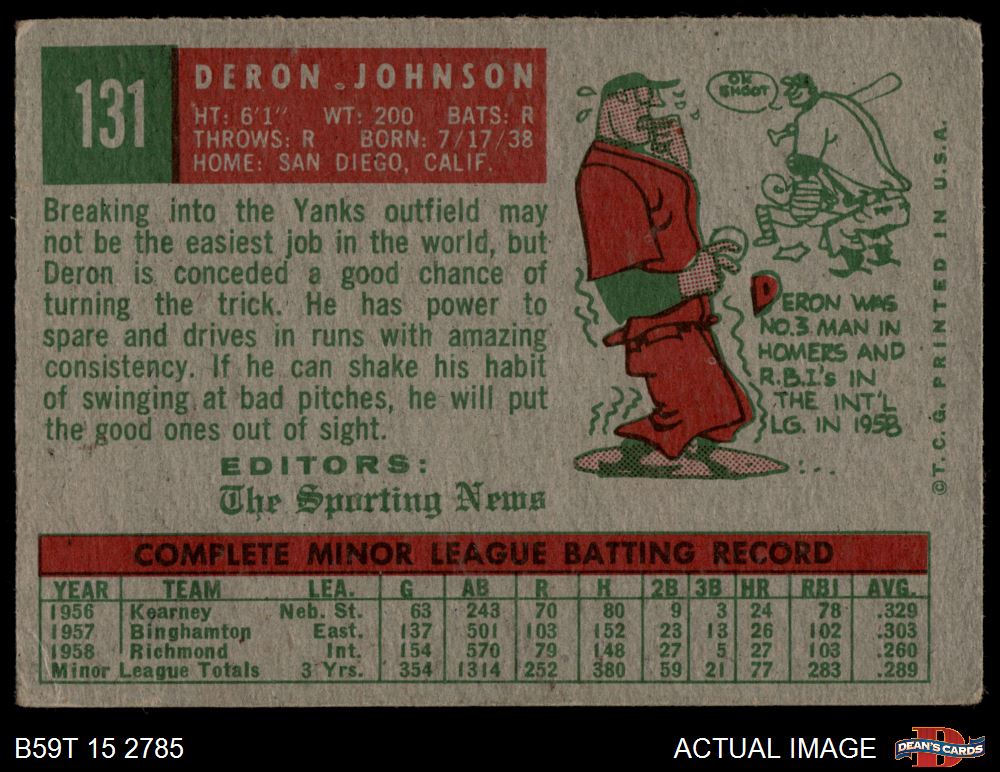 131
DERON JOHNSON
HT: 6'1" WT: 200 BATS: R
THROWS: R BORN: 7/17/38
HOME: SAN DIEGO, CALIF.
Breaking into the Yanks outfield may
not be the easiest job in the world, but
Deron is conceded a good chance of
turning the trick. He has power to
spare and drives in runs with amazing
consistency. If he can shake his habit
of swinging at bad pitches, he will put
the good ones out of sight.
EDITORS:
The Sporting News
OK
SHOOT
DERON WAS
NO.3 MAN IN
HOMERS AND
R.B.I's IN
THE INT'L
LG. IN 1958
©T.C.G. PRINTED IN U.S.A.
COMPLETE MINOR LEAGUE BATTING RECORD
YEAR TEAM LEA. G AB R H 2B 3B HR RBI AVG.
1956 Kearney Neb. St. 63 243 70 80 9 3 24 78 .329
1957 Binghamton East. 137 501 103 152 23 13 26 102 .303
1958 Richmond Int. 154 570 79 148 27 5 27 103 .260
Minor League Totals 3 Yrs. 354 1314 252 380 59 21 77 283 .289
B59T 15 2785
ACTUAL IMAGE
D
DEAN'S CARDS